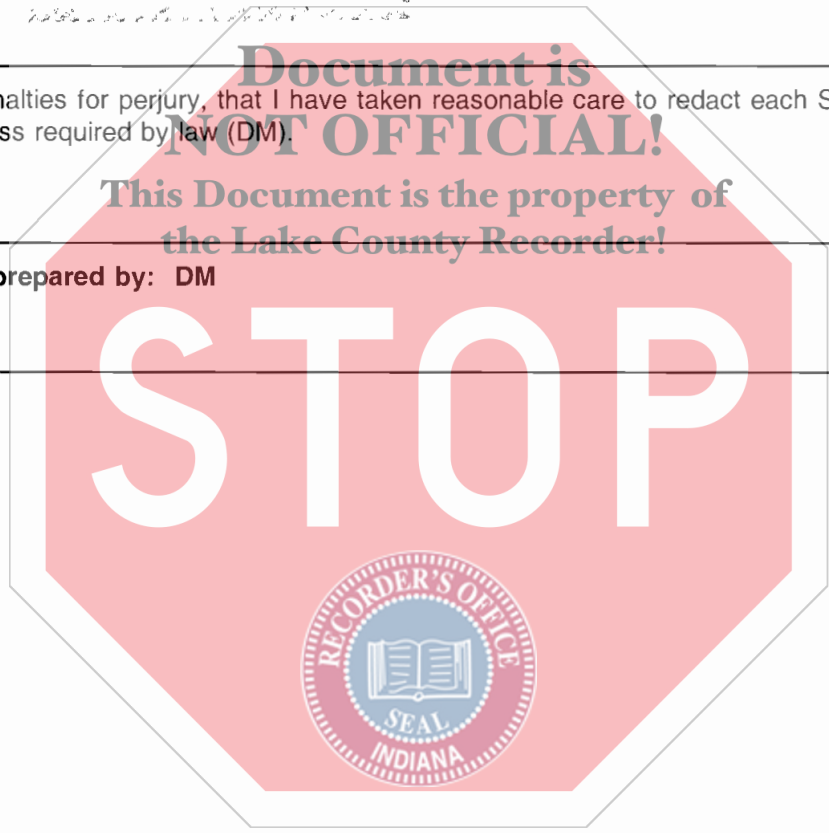 Document is
nalties for perjury, that I have taken reasonable care to redact each S
ss required by law (DM).
NOT OFFICIAL!
This Document is the property of
the Lake County Recorder!
prepared by: DM
STOP
RECORDER'S OFFICE
SEAL
INDIANA